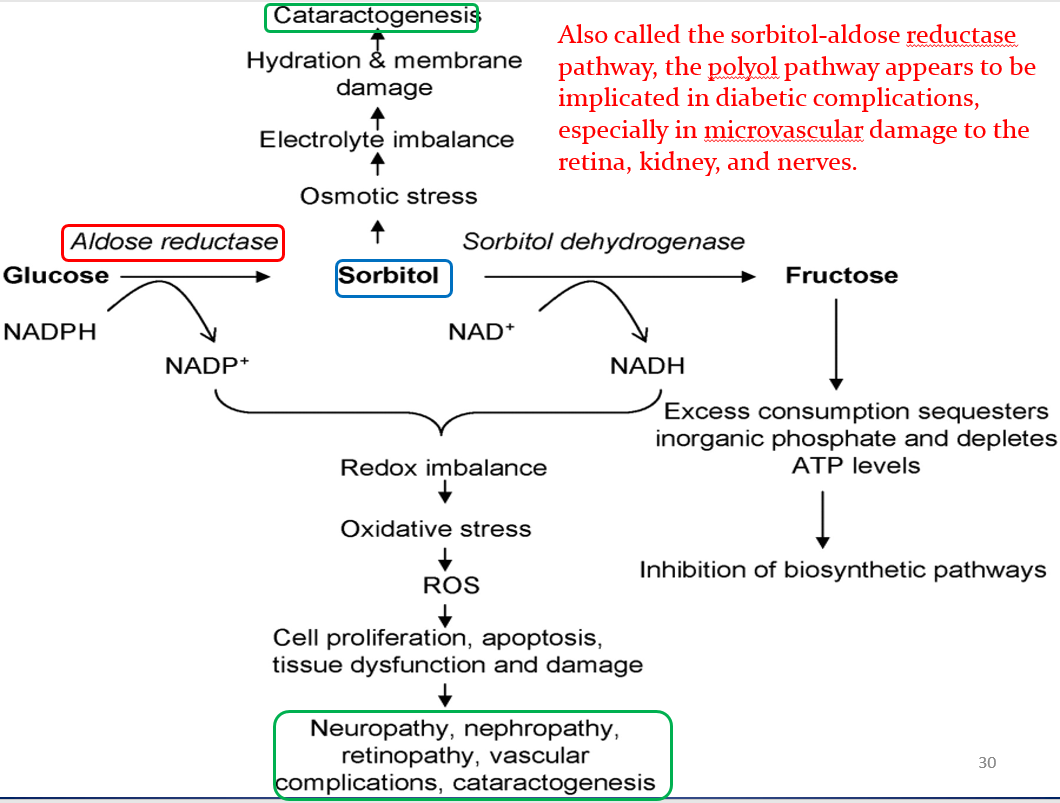 Cataractogenesis
Hydration & membrane
damage
Electrolyte imbalance
Osmotic stress
Also called the sorbitol-aldose reductase
pathway, the polyol pathway appears to be
implicated in diabetic complications,
especially in microvascular damage to the
retina, kidney, and nerves.
Aldose reductase
Sorbitol dehydrogenase
Glucose
Sorbitol
Fructose
NADPH
NADP+
NAD+
NADH
Excess consumption sequesters
inorganic phosphate and depletes
ATP levels
Inhibition of biosynthetic pathways
Redox imbalance
Oxidative stress
ROS
Cell proliferation, apoptosis,
tissue dysfunction and damage
Neuropathy, nephropathy,
retinopathy, vascular
complications, cataractogenesis
30